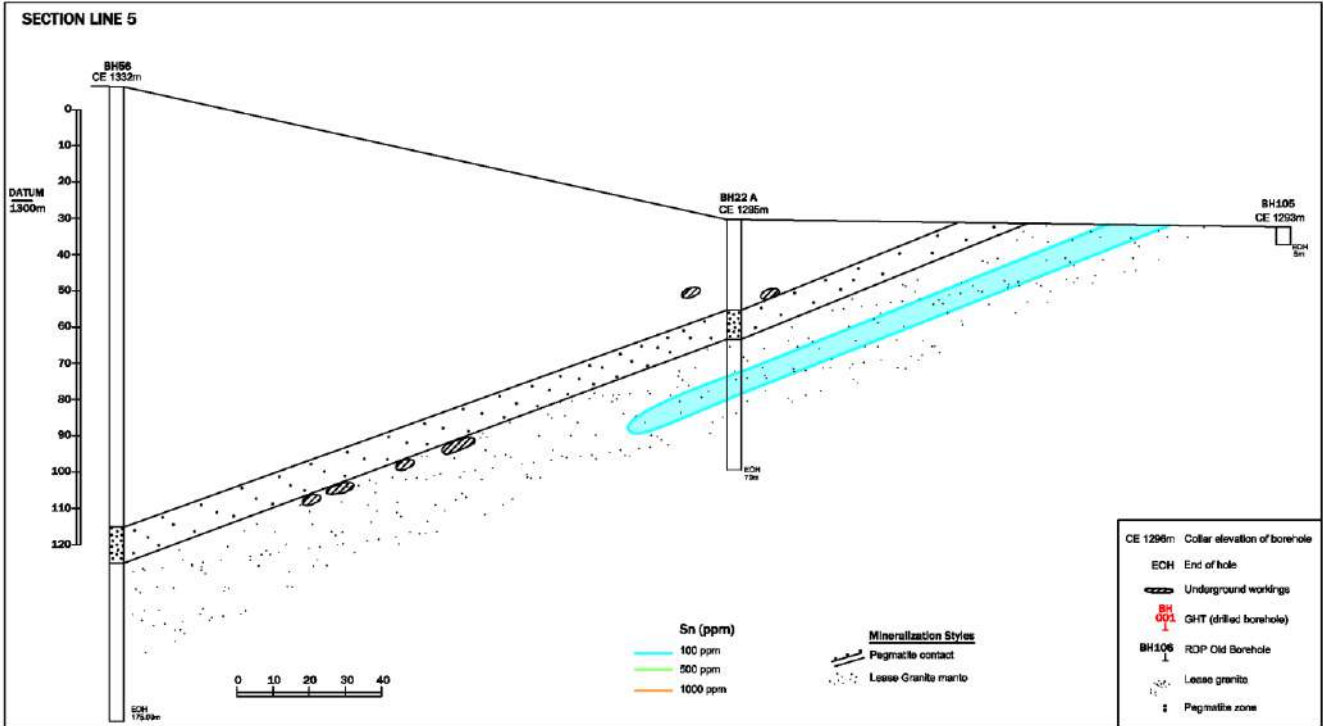 SECTION LINE 5
BH56
CE 1332m
0
10
20
DATUM
1300m
30
40
50
60
70
80
90
100
110
120
BH22 A
CE 1295m
BH105
CE 1293m
EOH
5m
EOH
79m
EOH
0 10 20 30 40
Sn (ppm)
100 ppm
500 ppm
1000 ppm
Mineralization Styles
Pegmatite contact
Lease Granite manto
CE 1296m Collar elevation of borehole
EOH End of hole
Underground workings
BH
001 GHT (drilled borehole)
BH106 RDP Old Borehole
Lease granite
Pegmatite zone